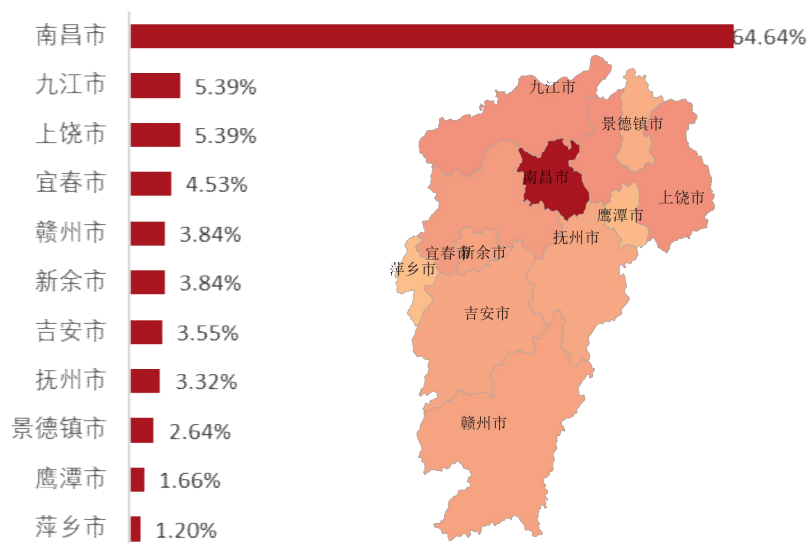 南昌市 64.64%
九江市 5.39%
上饶市 5.39%
宜春市 4.53%
赣州市 3.84%
新余市 3.84%
吉安市 3.55%
抚州市 3.32%
景德镇市 2.64%
鹰潭市 1.66%
萍乡市 1.20%
九江市
景德镇市
南昌市
上饶市
鹰潭市
抚州市
宜春市
新余市
萍乡市
吉安市
赣州市